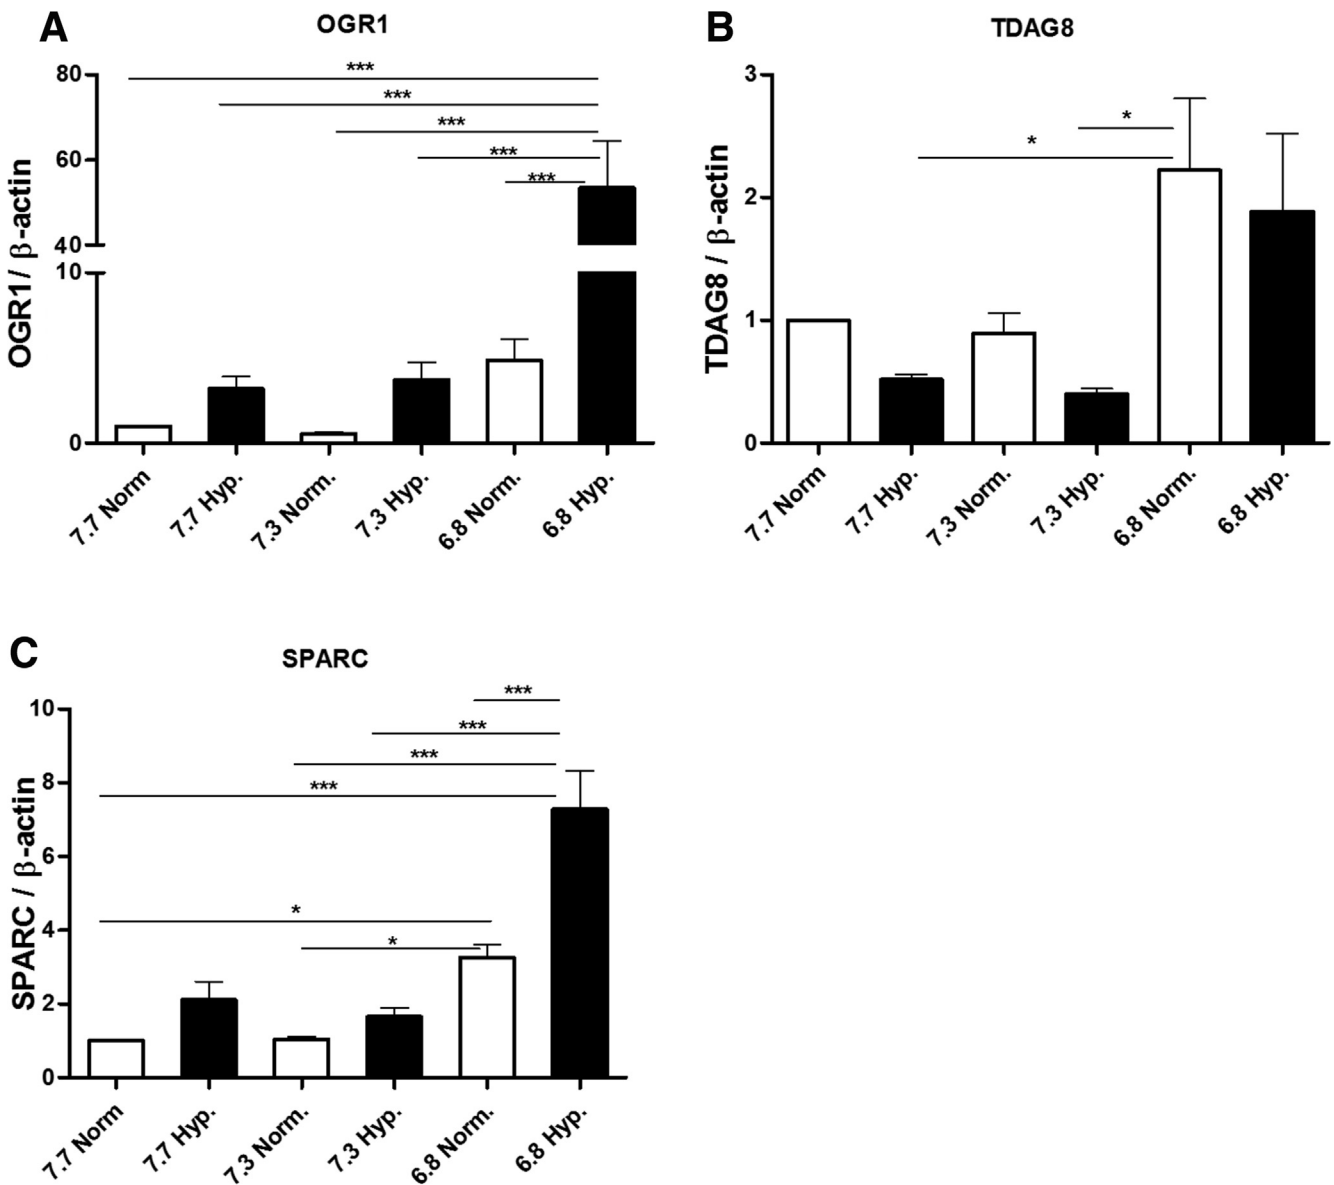 A
OGR1
OGR1 / β-actin
80
60
40
10
0
***
***
***
***
***
7.7 Norm
7.7 Hyp.
7.3 Norm.
7.3 Hyp.
6.8 Norm.
6.8 Hyp.
B
TDAG8
TDAG8 / β-actin
3
2
1
0
*
*
7.7 Norm
7.7 Hyp.
7.3 Norm.
7.3 Hyp.
6.8 Norm.
6.8 Hyp.
C
SPARC
SPARC / β-actin
10
8
6
4
2
0
***
***
***
***
*
*
7.7 Norm
7.7 Hyp.
7.3 Norm.
7.3 Hyp.
6.8 Norm.
6.8 Hyp.